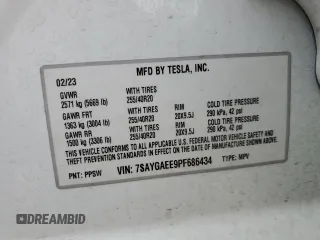 MFD BY TESLA, INC.
02/23
GVWR WITH TIRES
2571 kg (5669 lb) 255/40R20
GAWR FRT WITH TIRES RIM COLD TIRE PRESSURE
1363 kg (3004 lb) 255/40R20 20X9.5J 290 kPa, 42 psi
GAWR RR WITH TIRES RIM COLD TIRE PRESSURE
1500 kg (3306 lb) 255/40R20 20X9.5J 290 kPa, 42 psi
THIS VEHICLE CONFORMS TO ALL APPLICABLE U.S. FEDERAL MOTOR VEHICLE SAFETY AND
THEFT PREVENTION STANDARDS IN EFFECT ON THE DATE OF MANUFACTURE SHOWN ABOVE.
PNT: PPSW VIN: 7SAYGAEE9PF686434 TYPE: MPV
DREAMBID